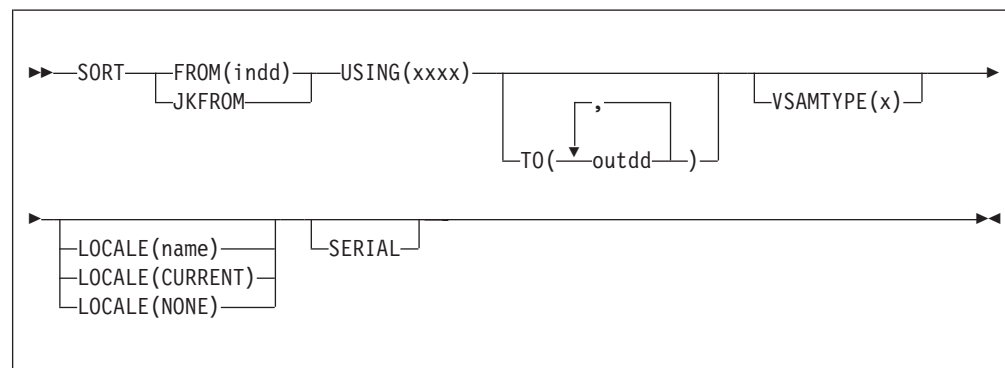 SORT FROM(indd) USING(xxxx)
JKFROM , VSAMTYPE(x)
TO( outdd )
LOCALE(name) SERIAL
LOCALE(CURRENT)
LOCALE(NONE)